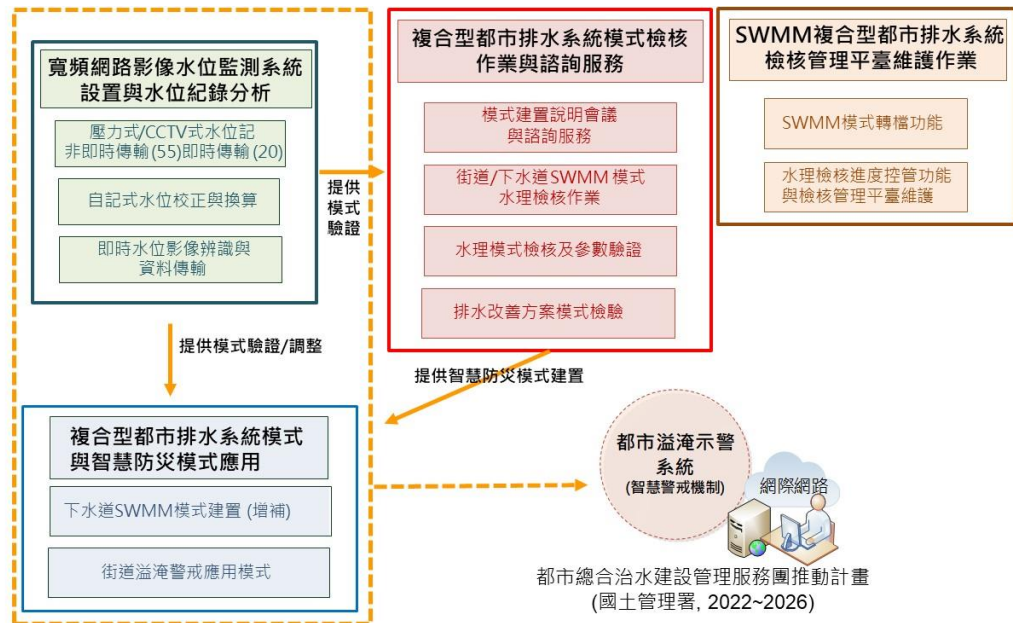 寬頻網路影像水位監測系統
設置與水位紀錄分析
壓力式/CCTV式水位記
非即時傳輸(55)即時傳輸(20)
自記式水位校正與換算
即時水位影像辨識與
資料傳輸
提供
模式
驗證
複合型都市排水系統模式檢核
作業與諮詢服務
模式建置說明會議
與諮詢服務
街道/下水道SWMM模式
水理檢核作業
水理模式檢核及參數驗證
排水改善方案模式檢驗
SWMM複合型都市排水系統
檢核管理平臺維護作業
SWMM模式轉檔功能
水理檢核進度控管功能
與檢核管理平臺維護
提供模式驗證/調整
提供智慧防災模式建置
複合型都市排水系統模式
與智慧防災模式應用
下水道SWMM模式建置 (增補)
街道溢淹警戒應用模式
都市溢淹示警
系統
(智慧警戒機制)
網際網路
都市總合治水建設管理服務團推動計畫
(國土管理署, 2022~2026)